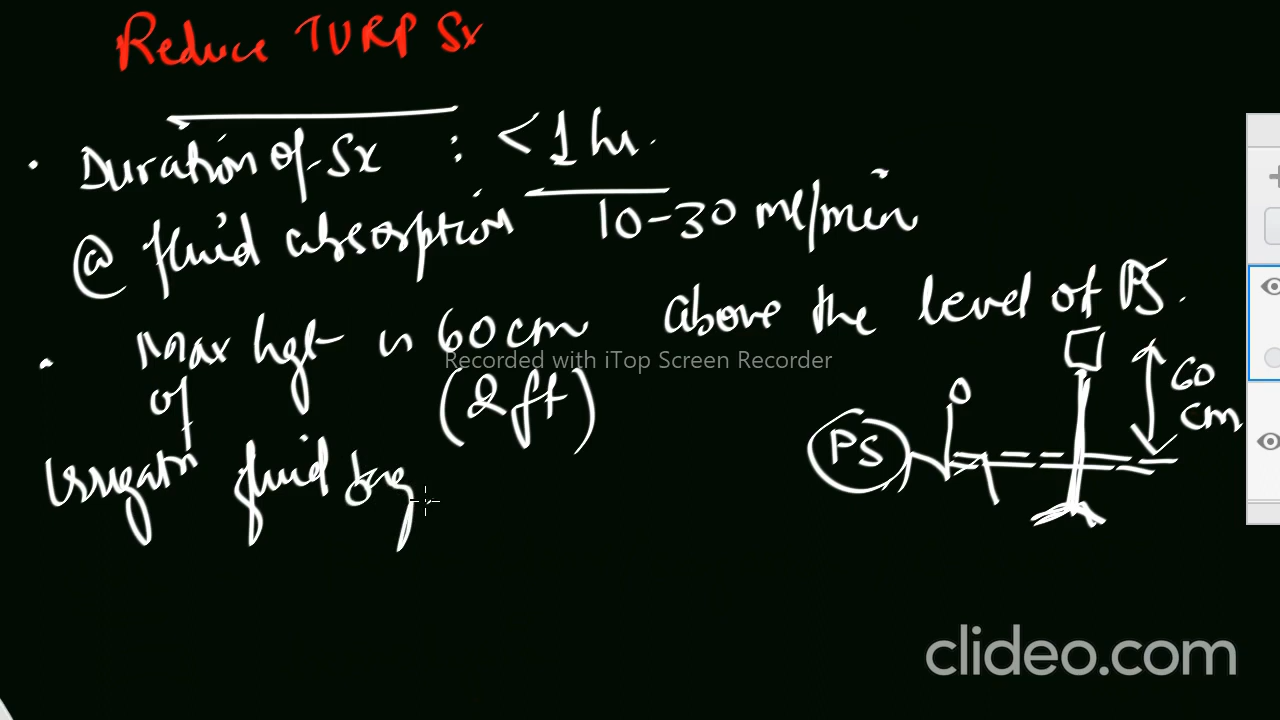 Reduce TURP Sx
. Duration of Sx : < 1 hr.
@ fluid absorption 10-30 ml/min
. Max hgt is 60 cm above the level of PS.
of (2 ft)
Irrigatn fluid bag
Recorded with iTop Screen Recorder
PS
60
cm
clideo.com